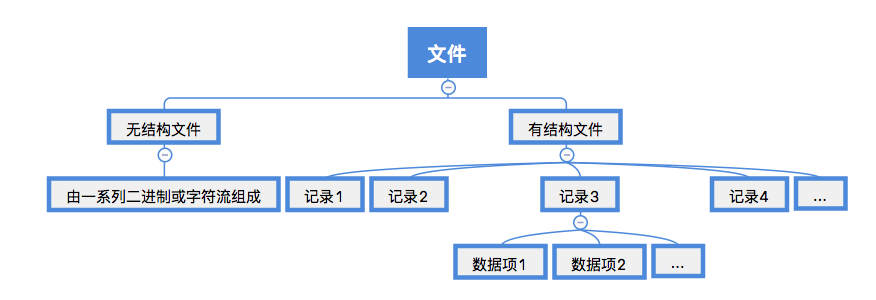 文件
无结构文件
有结构文件
由一系列二进制或字符流组成
记录1
记录2
记录3
记录4
...
数据项1
数据项2
...